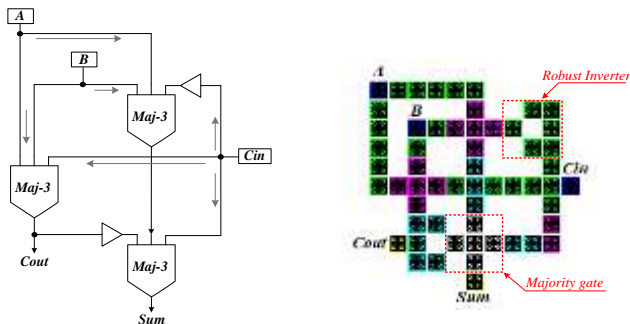 A
B
Maj-3
Cin
Maj-3
Cout
Maj-3
Sum
A
Robust Inverter
B
Cin
Cout
Majority gate
Sum